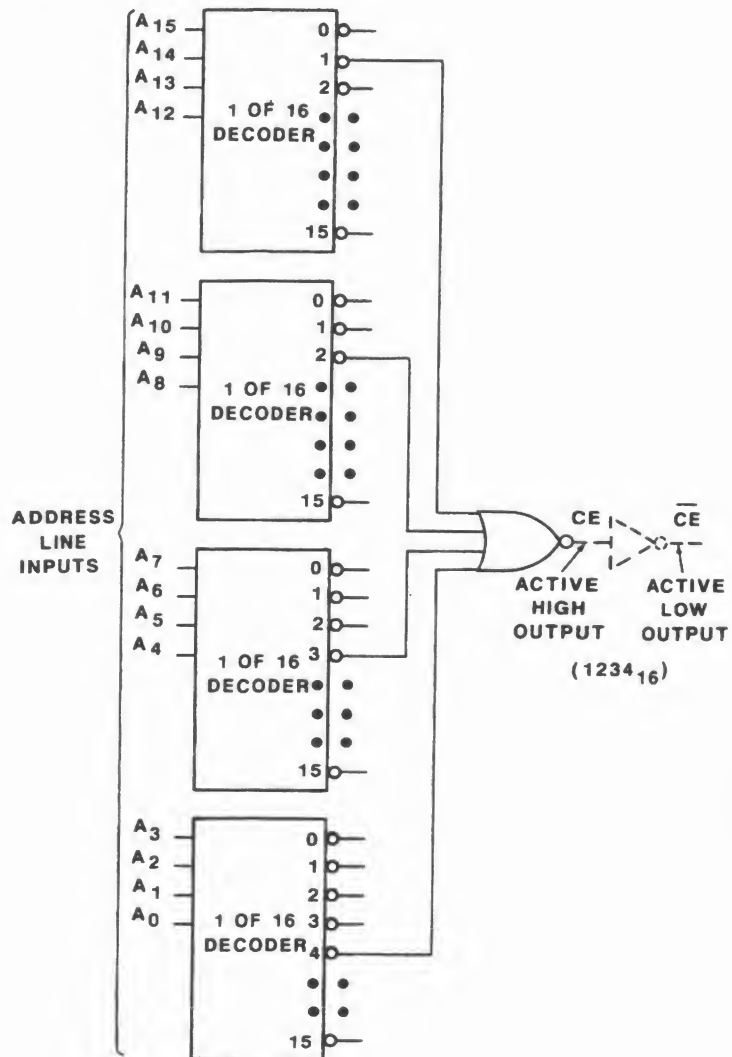 A15
A14
A13
A12
1 OF 16
DECODER
0
1
2
15
A11
A10
A9
A8
1 OF 16
DECODER
0
1
2
15
ADDRESS
LINE
INPUTS
A7
A6
A5
A4
1 OF 16
DECODER
0
1
2
3
15
CE
CE
ACTIVE
HIGH
OUTPUT
ACTIVE
LOW
OUTPUT
(1234₁₆)
A3
A2
A1
A0
1 OF 16
DECODER
0
1
2
3
4
15